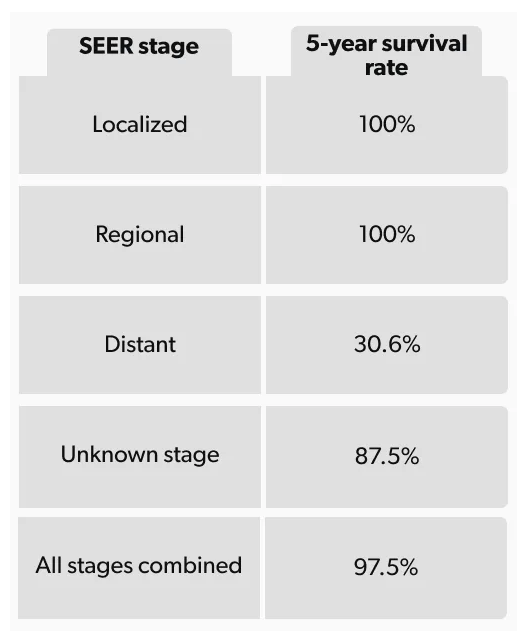 SEER stage
5-year survival
rate
Localized
100%
Regional
100%
Distant
30.6%
Unknown stage
87.5%
All stages combined
97.5%